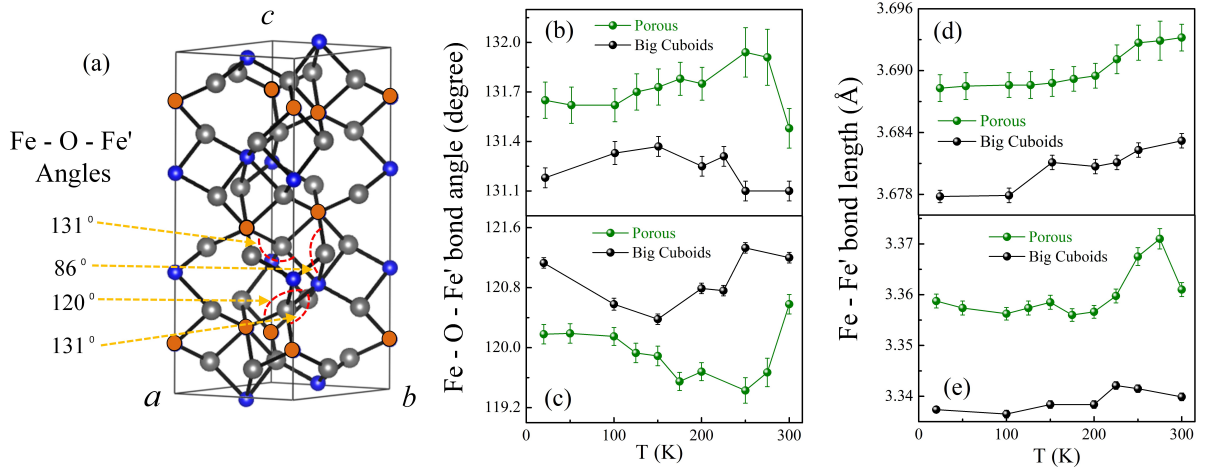 (a)
c
Fe - O - Fe'
Angles
131°
86°
120°
131°
a
b
Fe - O - Fe' bond angle (degree)
(b)
Porous
Big Cuboids
132.0
131.7
131.4
131.1
121.6
120.8
120.0
119.2
Porous
Big Cuboids
(c)
0
100
200
300
T (K)
Fe - Fe' bond length (Å)
3.696
3.690
3.684
3.678
(d)
Porous
Big Cuboids
3.37
3.36
3.35
3.34
Porous
Big Cuboids
(e)
0
50
100
150
200
250
300
T (K)